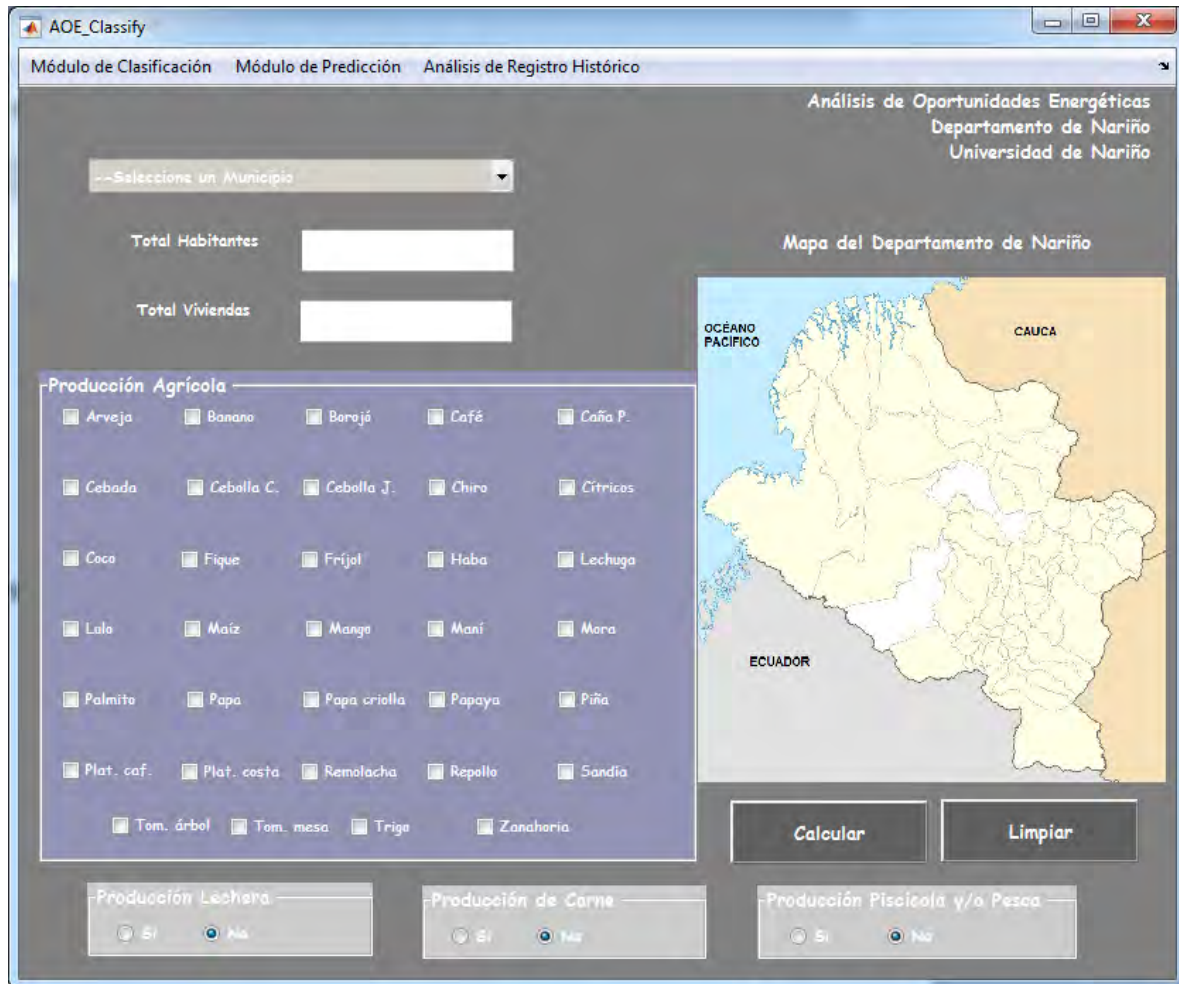 AOE_Classify
Módulo de Clasificación Módulo de Predicción Análisis de Registro Histórico
Análisis de Oportunidades Energéticas
Departamento de Nariño
Universidad de Nariño
--Seleccione un Municipio
Total Habitantes
Total Viviendas
Mapa del Departamento de Nariño
OCÉANO
PACÍFICO
CAUCA
ECUADOR
Producción Agrícola
Arveja Banano Borojó Café Caña P.
Cebada Cebolla C. Cebolla J. Chiro Cítricos
Coco Fique Fríjol Haba Lechuga
Lulo Maíz Mango Maní Mora
Palmito Papa Papa criolla Papaya Piña
Plat. caf. Plat. costa Remolacha Repollo Sandía
Tom. árbol Tom. mesa Trigo Zanahoria
Calcular Limpiar
Producción Lechera
Si No
Producción de Carne
Si No
Producción Piscícola y/o Pesca
Si No